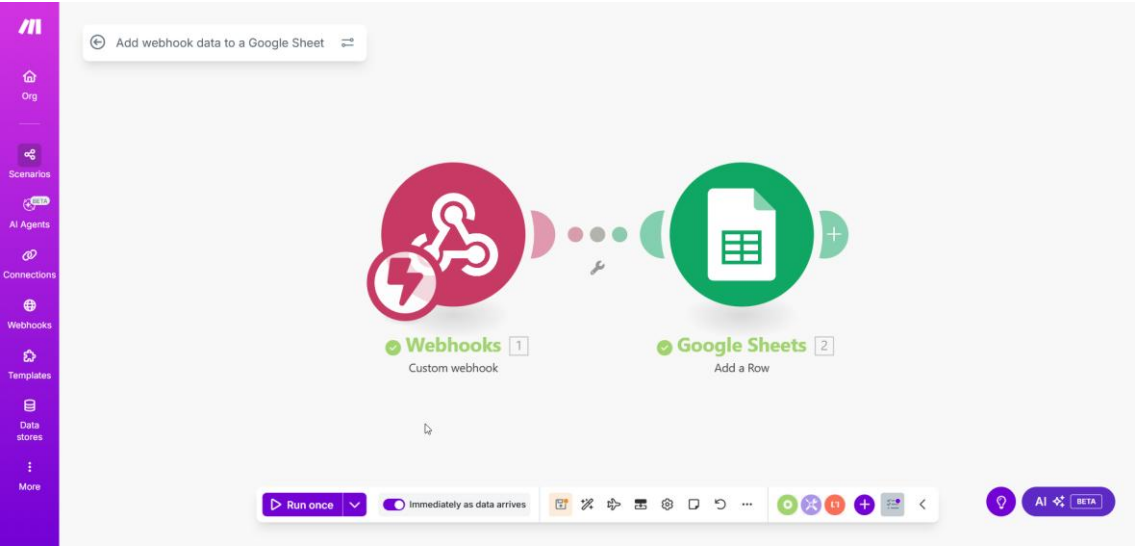 Add webhook data to a Google Sheet
Org
Scenarios
BETA
AI Agents
Connections
Webhooks
Templates
Data
stores
More
Webhooks 1
Custom webhook
Google Sheets 2
Add a Row
Run once
Immediately as data arrives
AI BETA